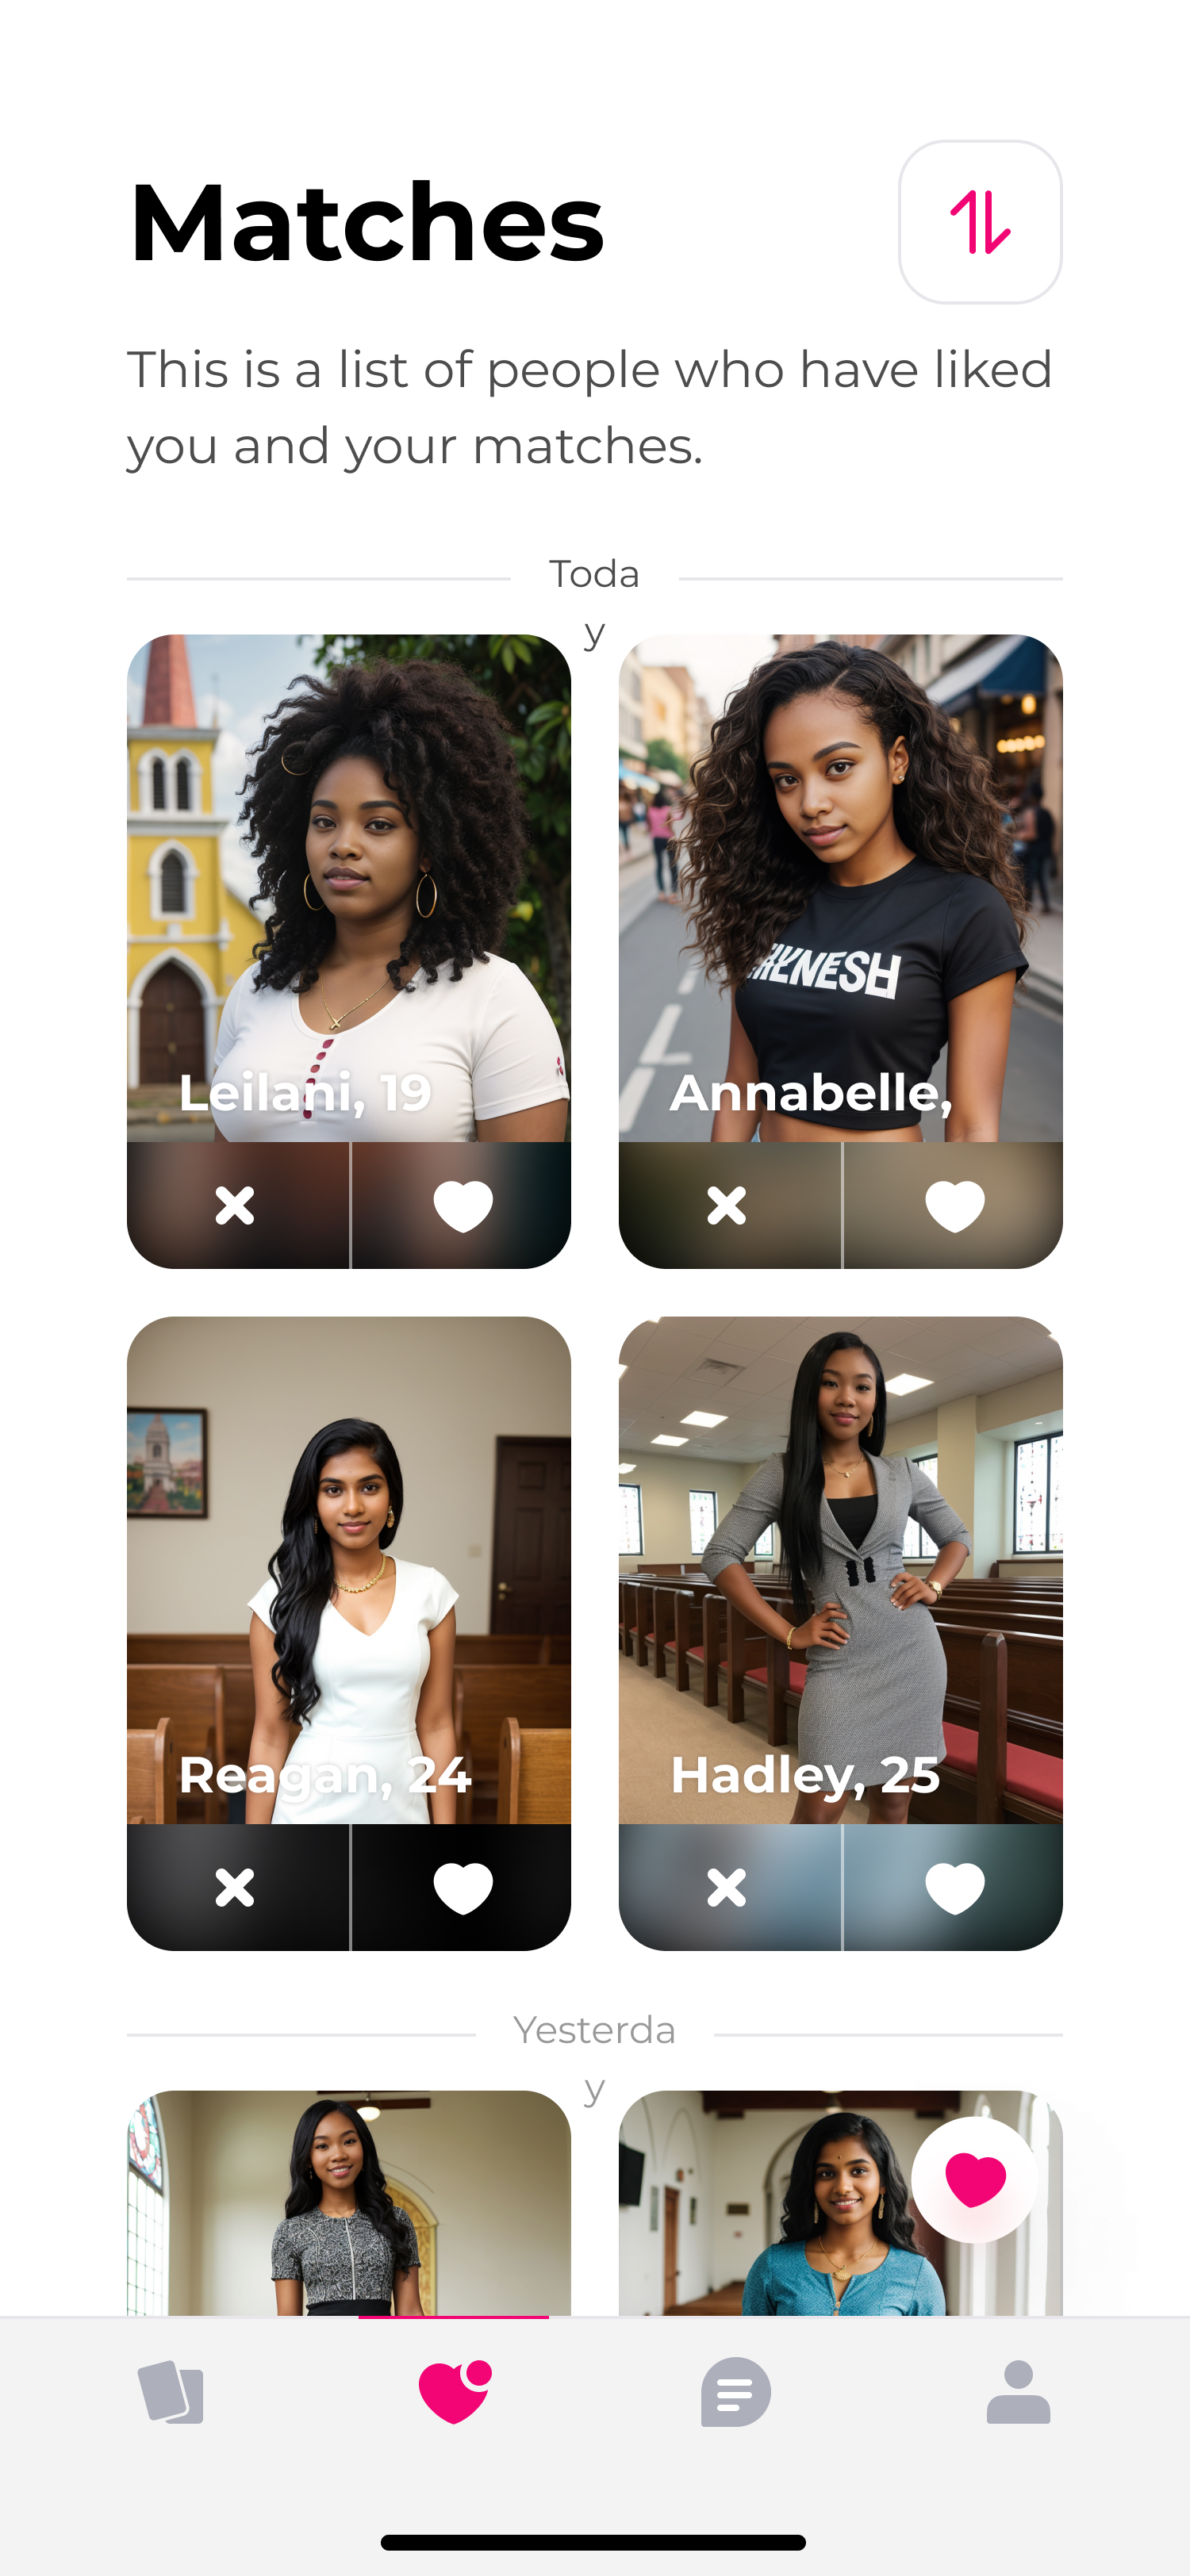 Matches
This is a list of people who have liked
you and your matches.
Toda
y
Leilani, 19
Annabelle,
Reagan, 24
Hadley, 25
Yesterda
y